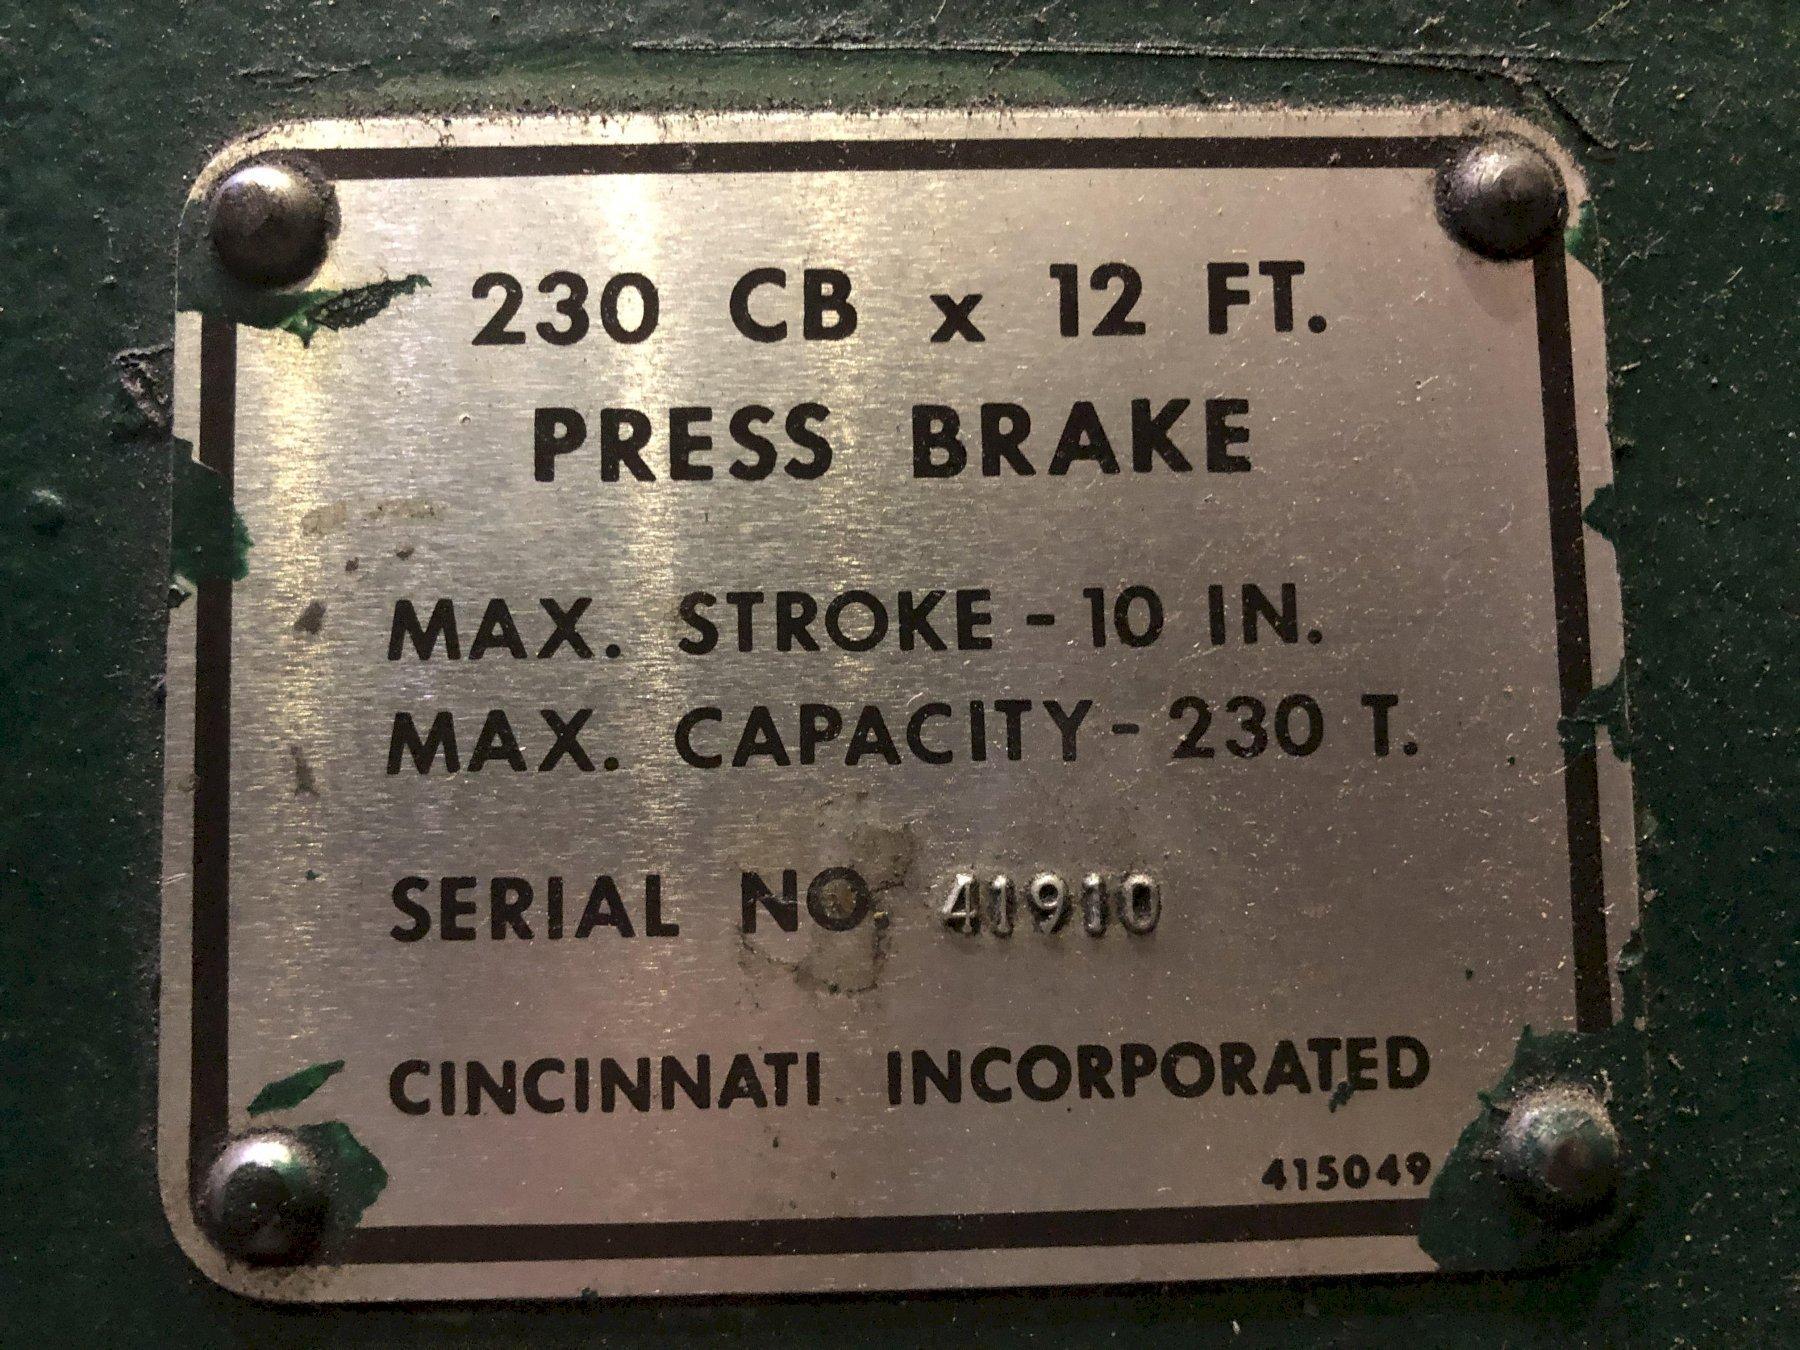 230 CB x 12 FT.
PRESS BRAKE
MAX. STROKE - 10 IN.
MAX. CAPACITY - 230 T.
SERIAL NO. 41910
CINCINNATI INCORPORATED
415049